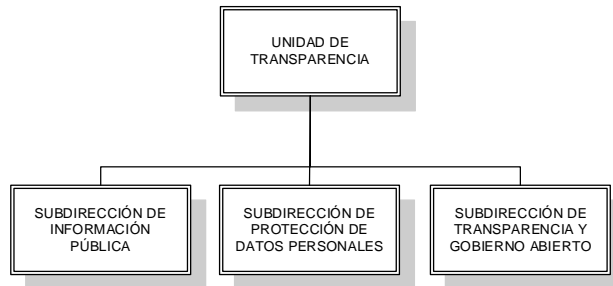 UNIDAD DE
TRANSPARENCIA
SUBDIRECCIÓN DE
INFORMACIÓN
PÚBLICA
SUBDIRECCIÓN DE
PROTECCIÓN DE
DATOS PERSONALES
SUBDIRECCIÓN DE
TRANSPARENCIA Y
GOBIERNO ABIERTO